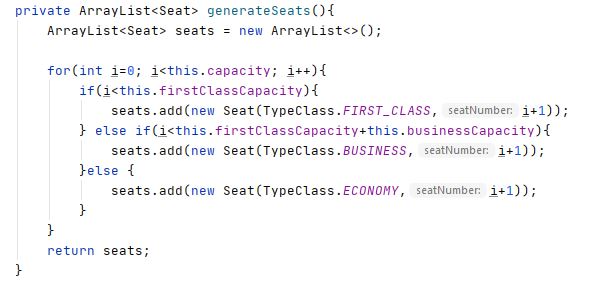 private ArrayList<Seat> generateSeats(){
ArrayList<Seat> seats = new ArrayList<>();
for(int i=0; i<this.capacity; i++){
if(i<this.firstClassCapacity){
seats.add(new Seat(TypeClass.FIRST_CLASS, seatNumber: i+1));
} else if(i<this.firstClassCapacity+this.businessCapacity){
seats.add(new Seat(TypeClass.BUSINESS, seatNumber: i+1));
}else {
seats.add(new Seat(TypeClass.ECONOMY, seatNumber: i+1));
}
}
return seats;
}